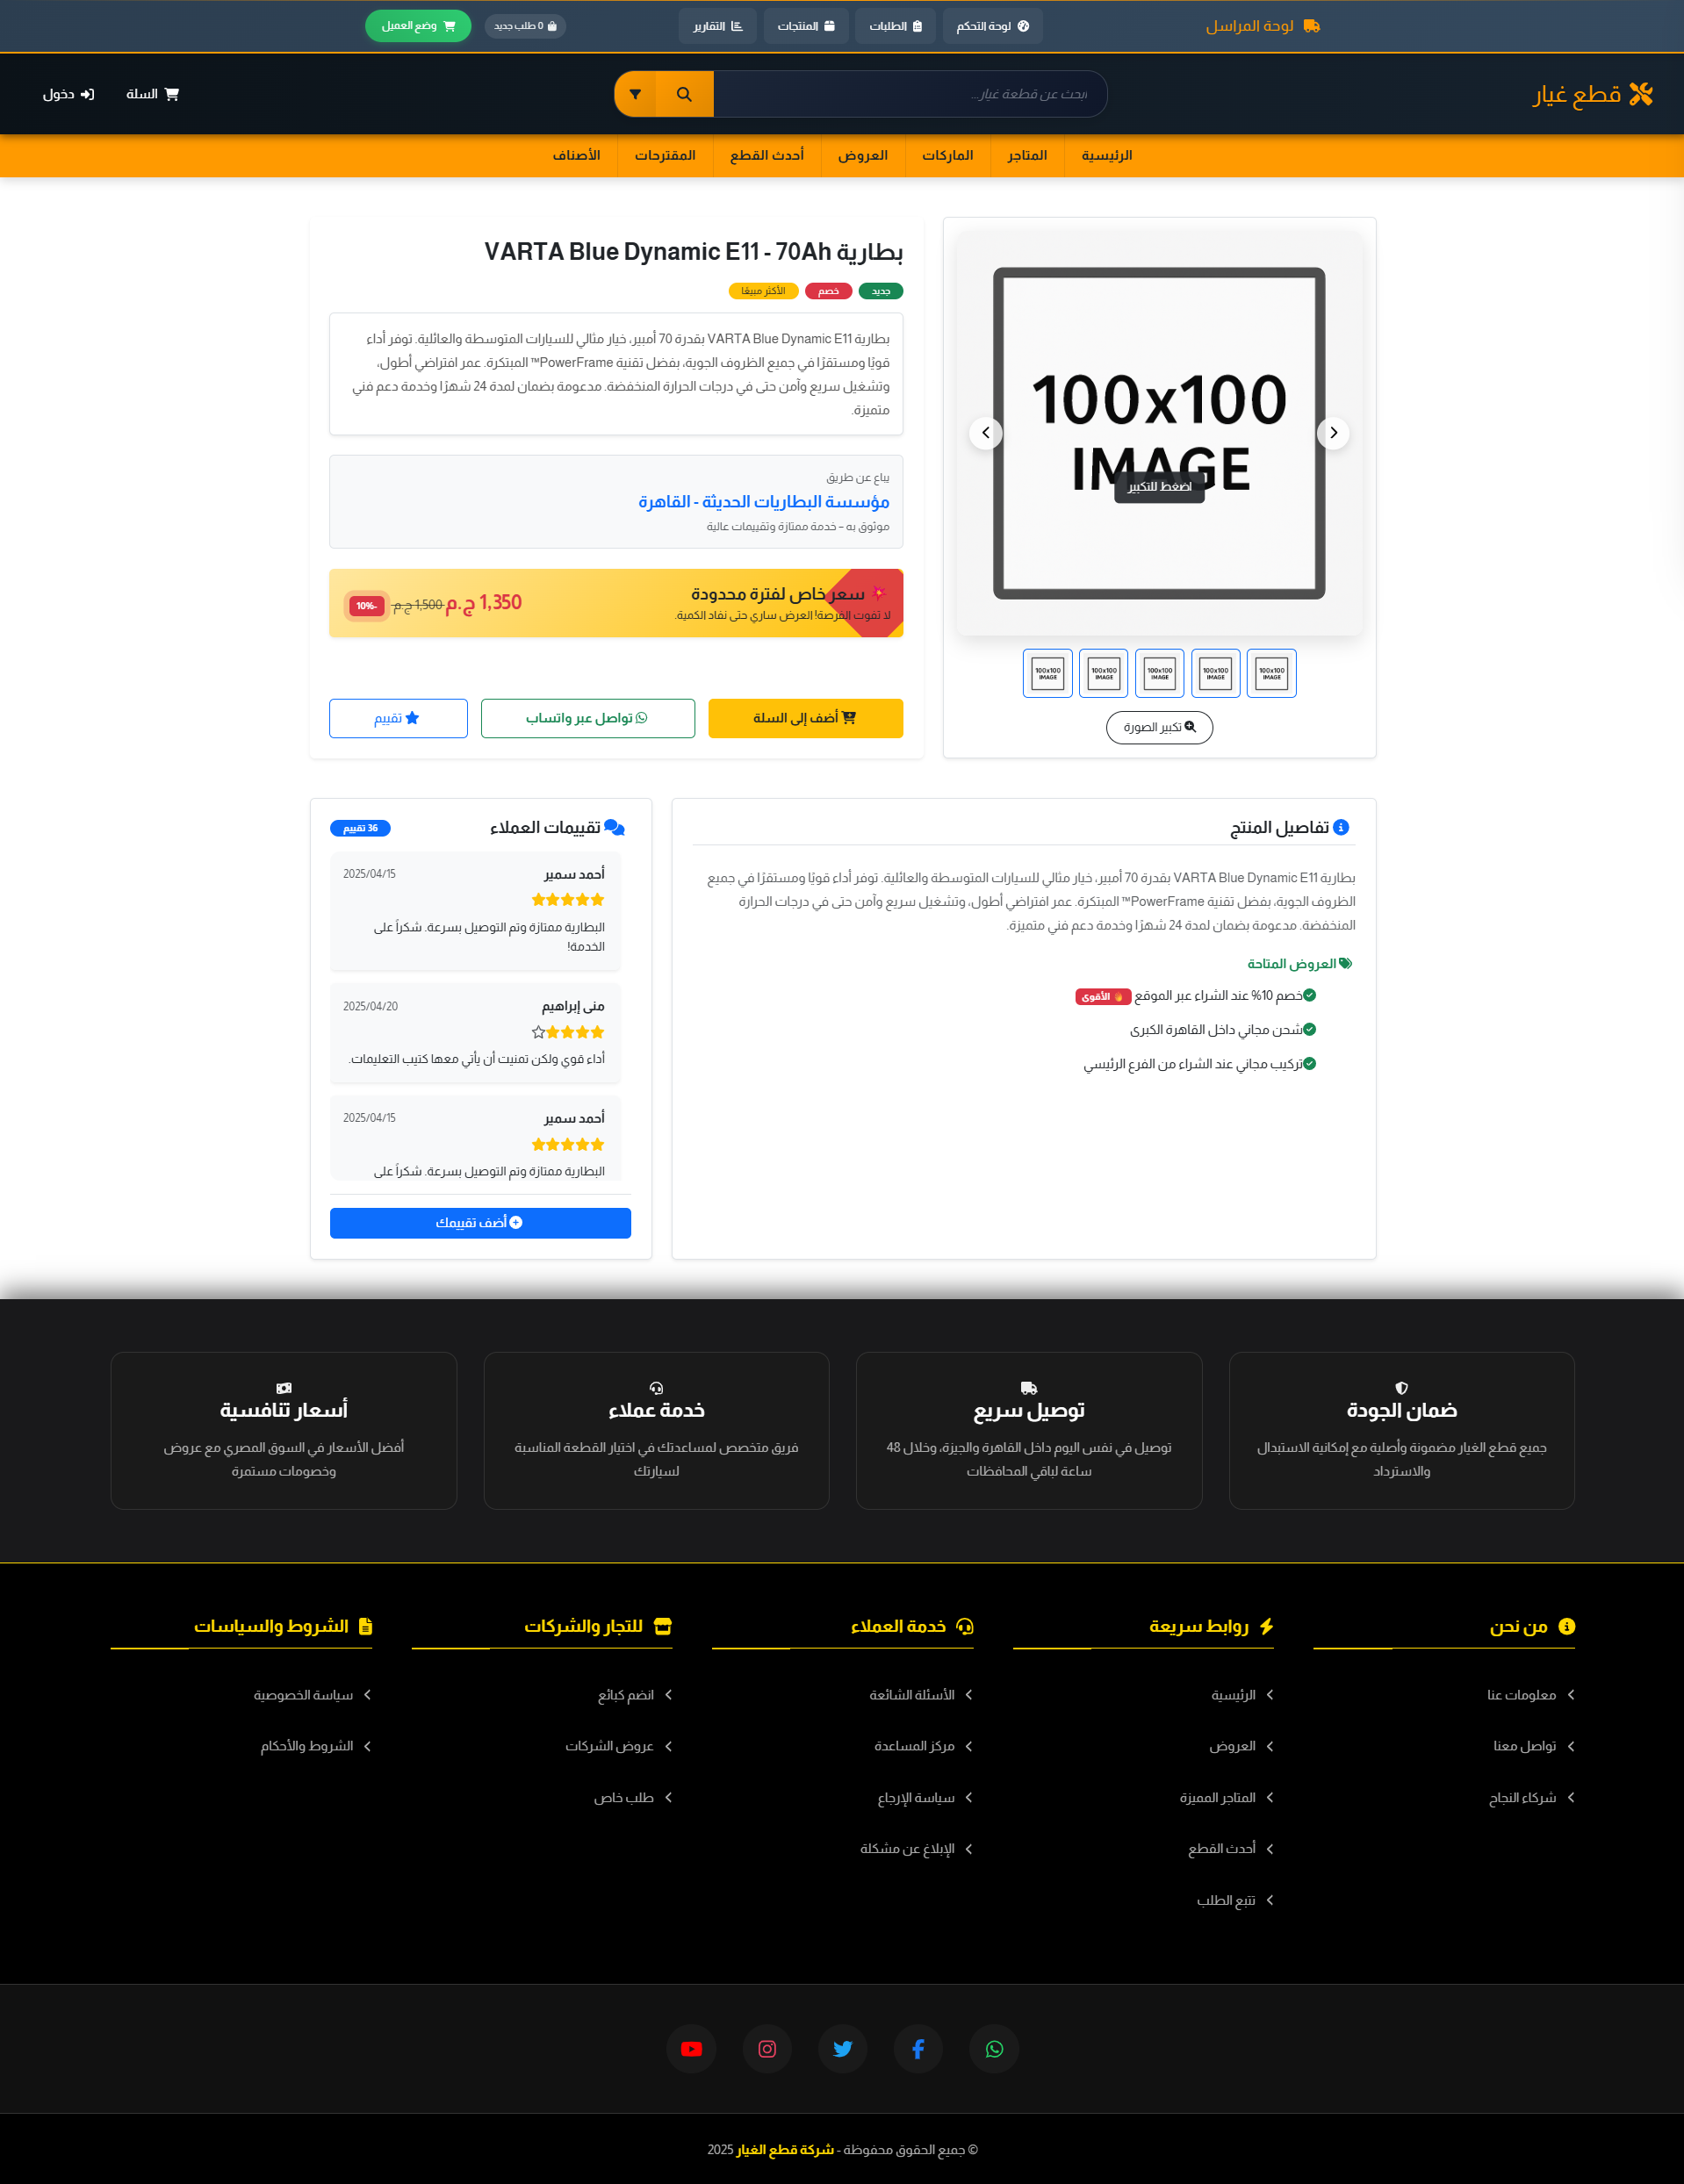 لوحة المراسل
لوحة التحكم
الطلبات
المنتجات
التقارير
0 طلب جديد
وضع العميل
قطع غيار
ابحث عن قطعة غيار...
السلة
دخول
الرئيسية
المتاجر
الماركات
العروض
أحدث القطع
المقترحات
الأصناف
100x100
IMAGE
اضغط للتكبير
100x100
IMAGE
100x100
IMAGE
100x100
IMAGE
100x100
IMAGE
100x100
IMAGE
تكبير الصورة
بطارية VARTA Blue Dynamic E11 - 70Ah
جديد
خصم
الأكثر مبيعًا
بطارية VARTA Blue Dynamic E11 بقدرة 70 أمبير، خيار مثالي للسيارات المتوسطة والعائلية. توفر أداء
قويًا ومستقرًا في جميع الظروف الجوية، بفضل تقنية PowerFrame™ المبتكرة. عمر افتراضي أطول،
وتشغيل سريع وآمن حتى في درجات الحرارة المنخفضة. مدعومة بضمان لمدة 24 شهرًا وخدمة دعم فني
متميزة.
يباع عن طريق
مؤسسة البطاريات الحديثة - القاهرة
موثوق به – خدمة ممتازة وتقييمات عالية
سعر خاص لفترة محدودة
لا تفوت الفرصة! العرض ساري حتى نفاد الكمية.
1,350 ج.م
1,500 ج.م
-10%
أضف إلى السلة
تواصل عبر واتساب
تقييم
تفاصيل المنتج
بطارية VARTA Blue Dynamic E11 بقدرة 70 أمبير، خيار مثالي للسيارات المتوسطة والعائلية. توفر أداء قويًا ومستقرًا في جميع
الظروف الجوية، بفضل تقنية PowerFrame™ المبتكرة. عمر افتراضي أطول، وتشغيل سريع وآمن حتى في درجات الحرارة
المنخفضة. مدعومة بضمان لمدة 24 شهرًا وخدمة دعم فني متميزة.
العروض المتاحة
خصم 10% عند الشراء عبر الموقع
الأقوى
شحن مجاني داخل القاهرة الكبرى
تركيب مجاني عند الشراء من الفرع الرئيسي
تقييمات العملاء
36 تقييم
أحمد سمير
2025/04/15
البطارية ممتازة وتم التوصيل بسرعة. شكراً على
الخدمة!
منى إبراهيم
2025/04/20
أداء قوي ولكن تمنيت أن يأتي معها كتيب التعليمات.
أحمد سمير
2025/04/15
البطارية ممتازة وتم التوصيل بسرعة. شكراً على
أضف تقييمك
ضمان الجودة
جميع قطع الغيار مضمونة وأصلية مع إمكانية الاستبدال
والاسترداد
توصيل سريع
توصيل في نفس اليوم داخل القاهرة والجيزة، وخلال 48
ساعة لباقي المحافظات
خدمة عملاء
فريق متخصص لمساعدتك في اختيار القطعة المناسبة
لسيارتك
أسعار تنافسية
أفضل الأسعار في السوق المصري مع عروض
وخصومات مستمرة
من نحن
معلومات عنا
تواصل معنا
شركاء النجاح
روابط سريعة
الرئيسية
العروض
المتاجر المميزة
أحدث القطع
تتبع الطلب
خدمة العملاء
الأسئلة الشائعة
مركز المساعدة
سياسة الإرجاع
الإبلاغ عن مشكلة
للتجار والشركات
انضم كبائع
عروض الشركات
طلب خاص
الشروط والسياسات
سياسة الخصوصية
الشروط والأحكام
© جميع الحقوق محفوظة - شركة قطع الغيار 2025